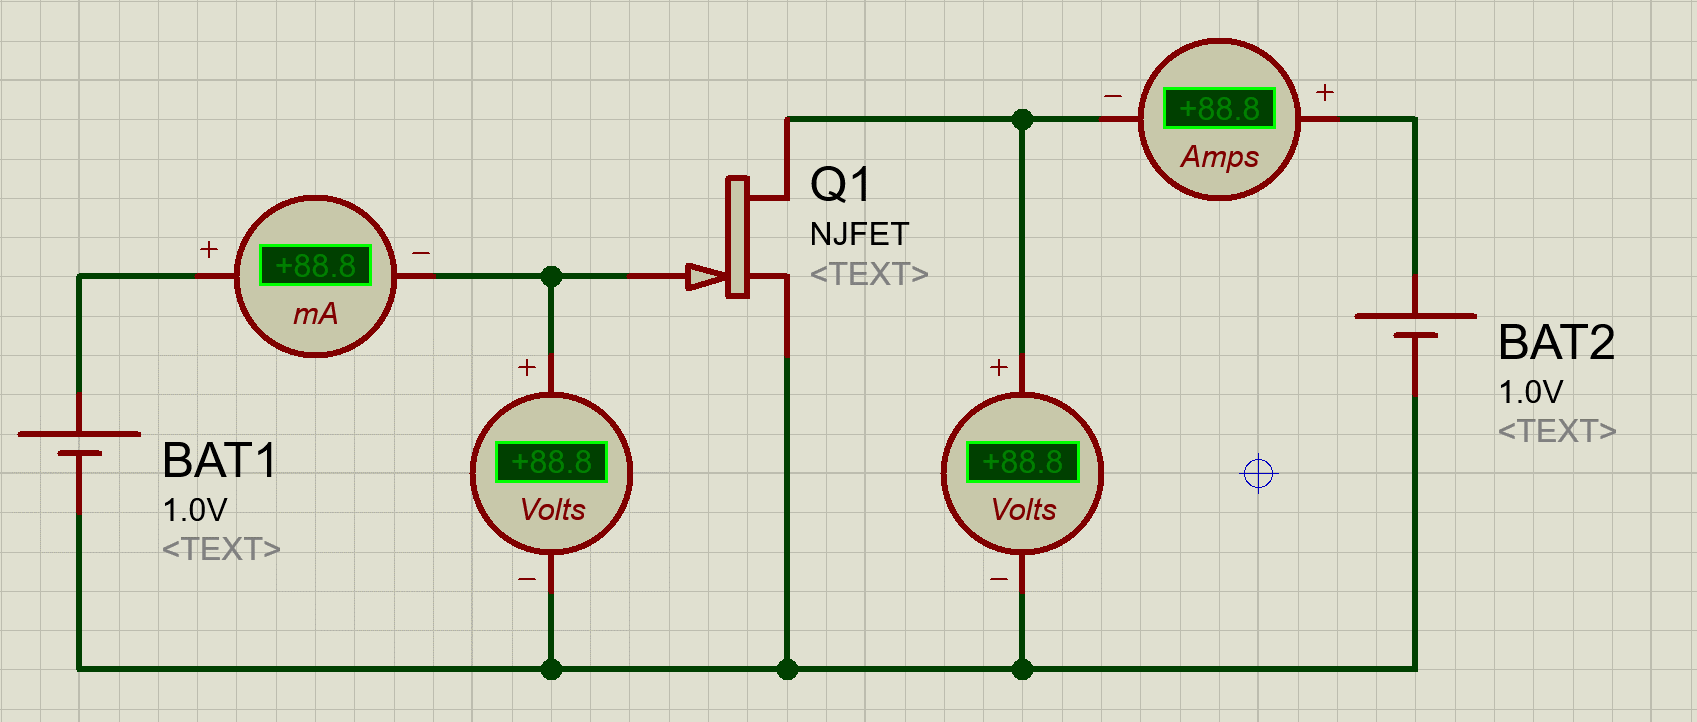 − +
+88.8
Amps
Q1
NJFET
<TEXT>
+ −
+88.8
mA
+
+88.8
Volts
−
+
+88.8
Volts
−
BAT1
1.0V
<TEXT>
BAT2
1.0V
<TEXT>